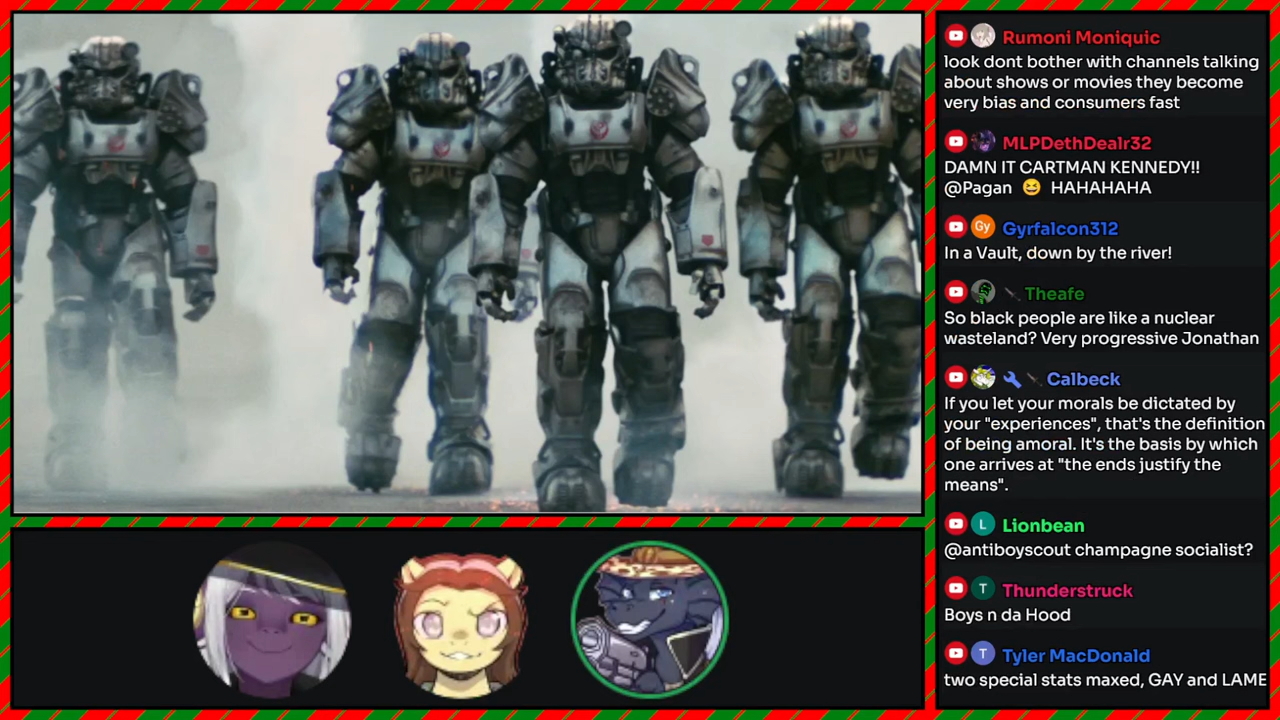 Rumoni Moniquic
look dont bother with channels talking
about shows or movies they become
very bias and consumers fast
MLPDethDealr32
DAMN IT CARTMAN KENNEDY!!
@Pagan 😆 HAHAHAHA
Gy Gyrfalcon312
In a Vault, down by the river!
Theafe
So black people are like a nuclear
wasteland? Very progressive Jonathan
Calbeck
If you let your morals be dictated by
your "experiences", that's the definition
of being amoral. It's the basis by which
one arrives at "the ends justify the
means".
L Lionbean
@antiboyscout champagne socialist?
T Thunderstruck
Boys n da Hood
T Tyler MacDonald
two special stats maxed, GAY and LAME